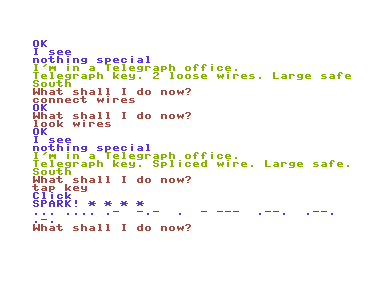 OK
I see
nothing special
I'm in a Telegraph office.
Telegraph key. 2 loose wires. Large safe
South
What shall I do now?
connect wires
OK
What shall I do now?
look wires
OK
I see
nothing special
I'm in a Telegraph office.
Telegraph key. Spliced wire. Large safe.
South
What shall I do now?
tap key
Click
SPARK! * * * *
... .... .- -.- . - --- .--. .--.
.-.
What shall I do now?